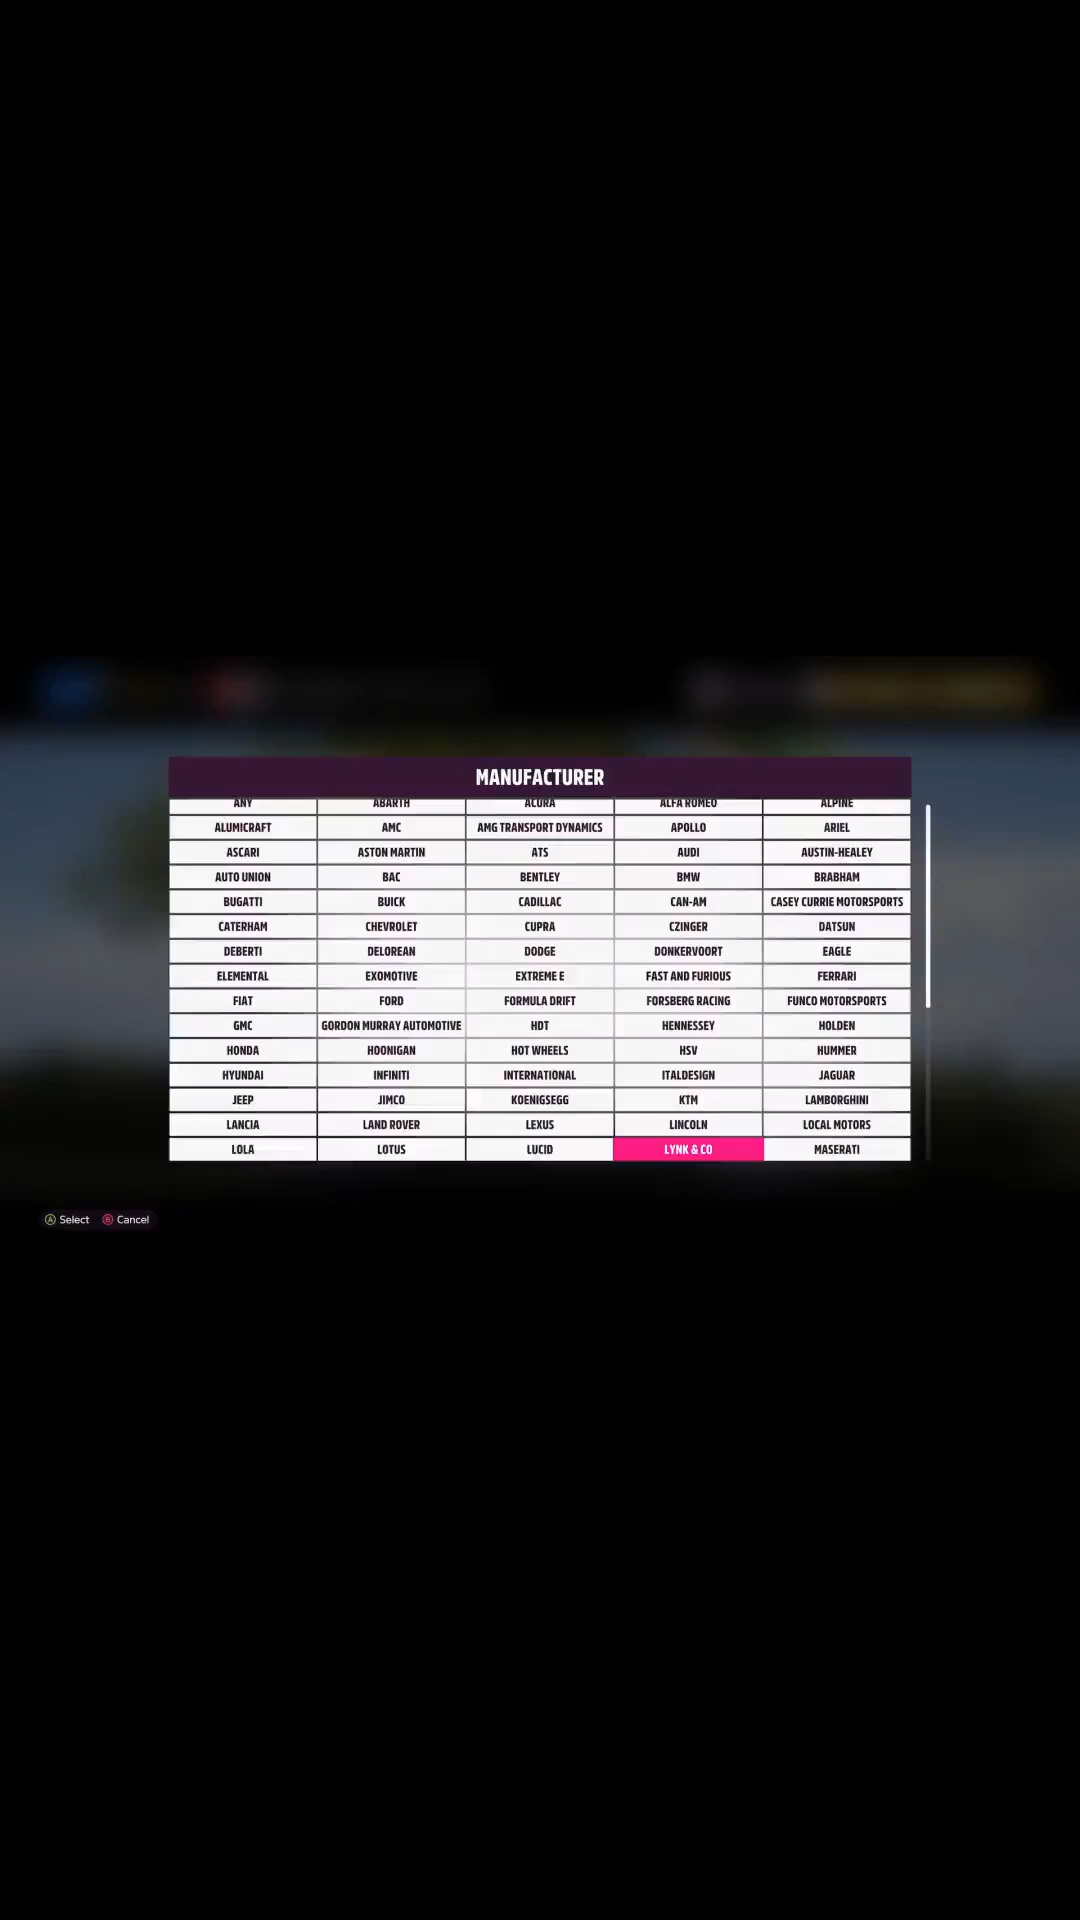 MANUFACTURER
ANY ABARTH ACURA ALFA ROMEO ALPINE
ALUMICRAFT AMC AMG TRANSPORT DYNAMICS APOLLO ARIEL
ASCARI ASTON MARTIN ATS AUDI AUSTIN-HEALEY
AUTO UNION BAC BENTLEY BMW BRABHAM
BUGATTI BUICK CADILLAC CAN-AM CASEY CURRIE MOTORSPORTS
CATERHAM CHEVROLET CUPRA CZINGER DATSUN
DEBERTI DELOREAN DODGE DONKERVOORT EAGLE
ELEMENTAL EXOMOTIVE EXTREME E FAST AND FURIOUS FERRARI
FIAT FORD FORMULA DRIFT FORSBERG RACING FUNCO MOTORSPORTS
GMC GORDON MURRAY AUTOMOTIVE HDT HENNESSEY HOLDEN
HONDA HOONIGAN HOT WHEELS HSV HUMMER
HYUNDAI INFINITI INTERNATIONAL ITALDESIGN JAGUAR
JEEP JIMCO KOENIGSEGG KTM LAMBORGHINI
LANCIA LAND ROVER LEXUS LINCOLN LOCAL MOTORS
LOLA LOTUS LUCID LYNK & CO MASERATI
A Select B Cancel